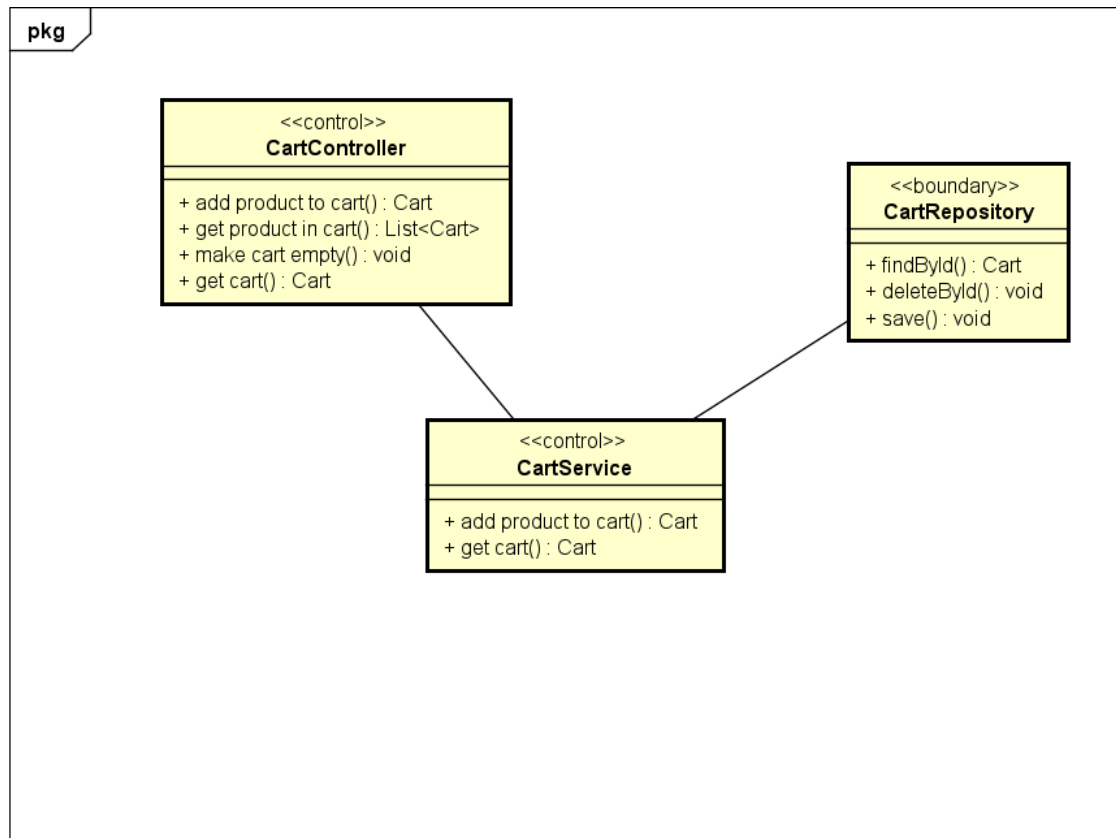 pkg
<<control>>
CartController
+ add product to cart() : Cart
+ get product in cart() : List<Cart>
+ make cart empty() : void
+ get cart() : Cart
<<boundary>>
CartRepository
+ findById() : Cart
+ deleteById() : void
+ save() : void
<<control>>
CartService
+ add product to cart() : Cart
+ get cart() : Cart